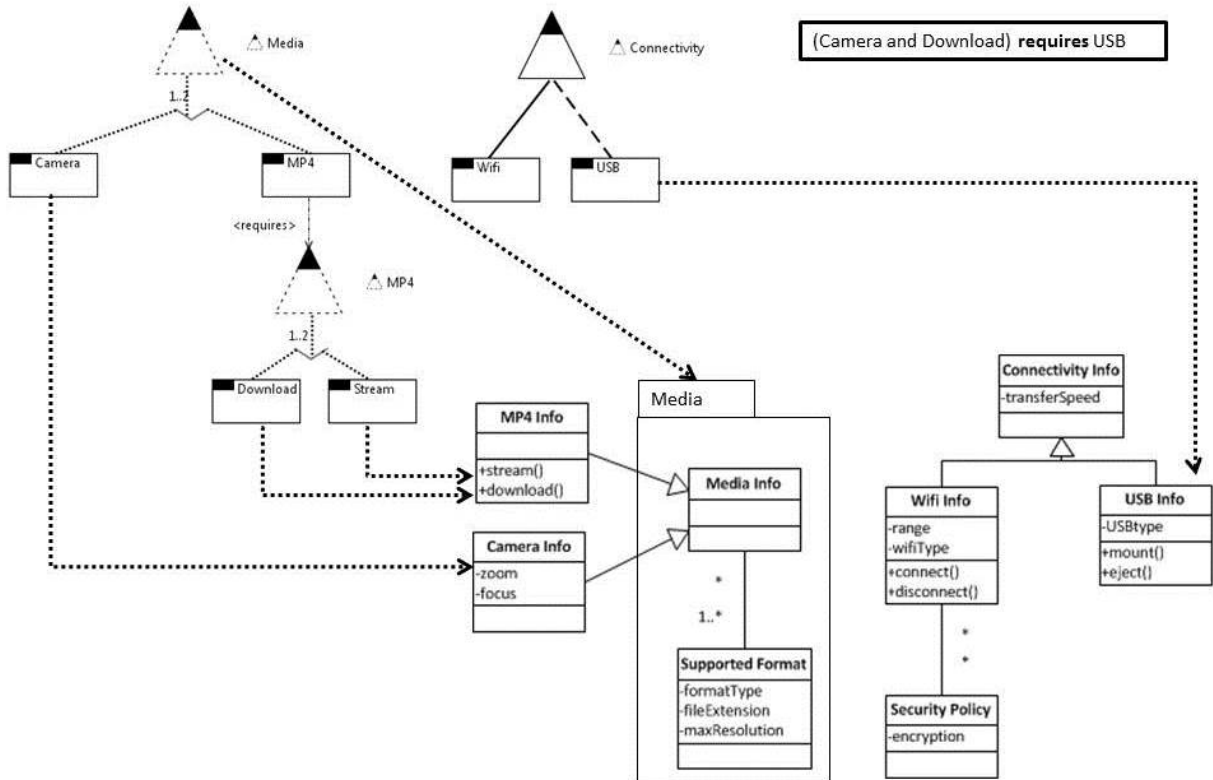 Media
Connectivity
(Camera and Download) requires USB
1..2
Camera
MP4
Wifi
USB
<requires>
MP4
1..2
Download
Stream
Media
MP4 Info
+stream()
+download()
Media Info
Camera Info
-zoom
-focus
*
1..*
Supported Format
-formatType
-fileExtension
-maxResolution
Connectivity Info
-transferSpeed
Wifi Info
-range
-wifiType
+connect()
+disconnect()
USB Info
-USBtype
+mount()
+eject()
*
*
Security Policy
-encryption